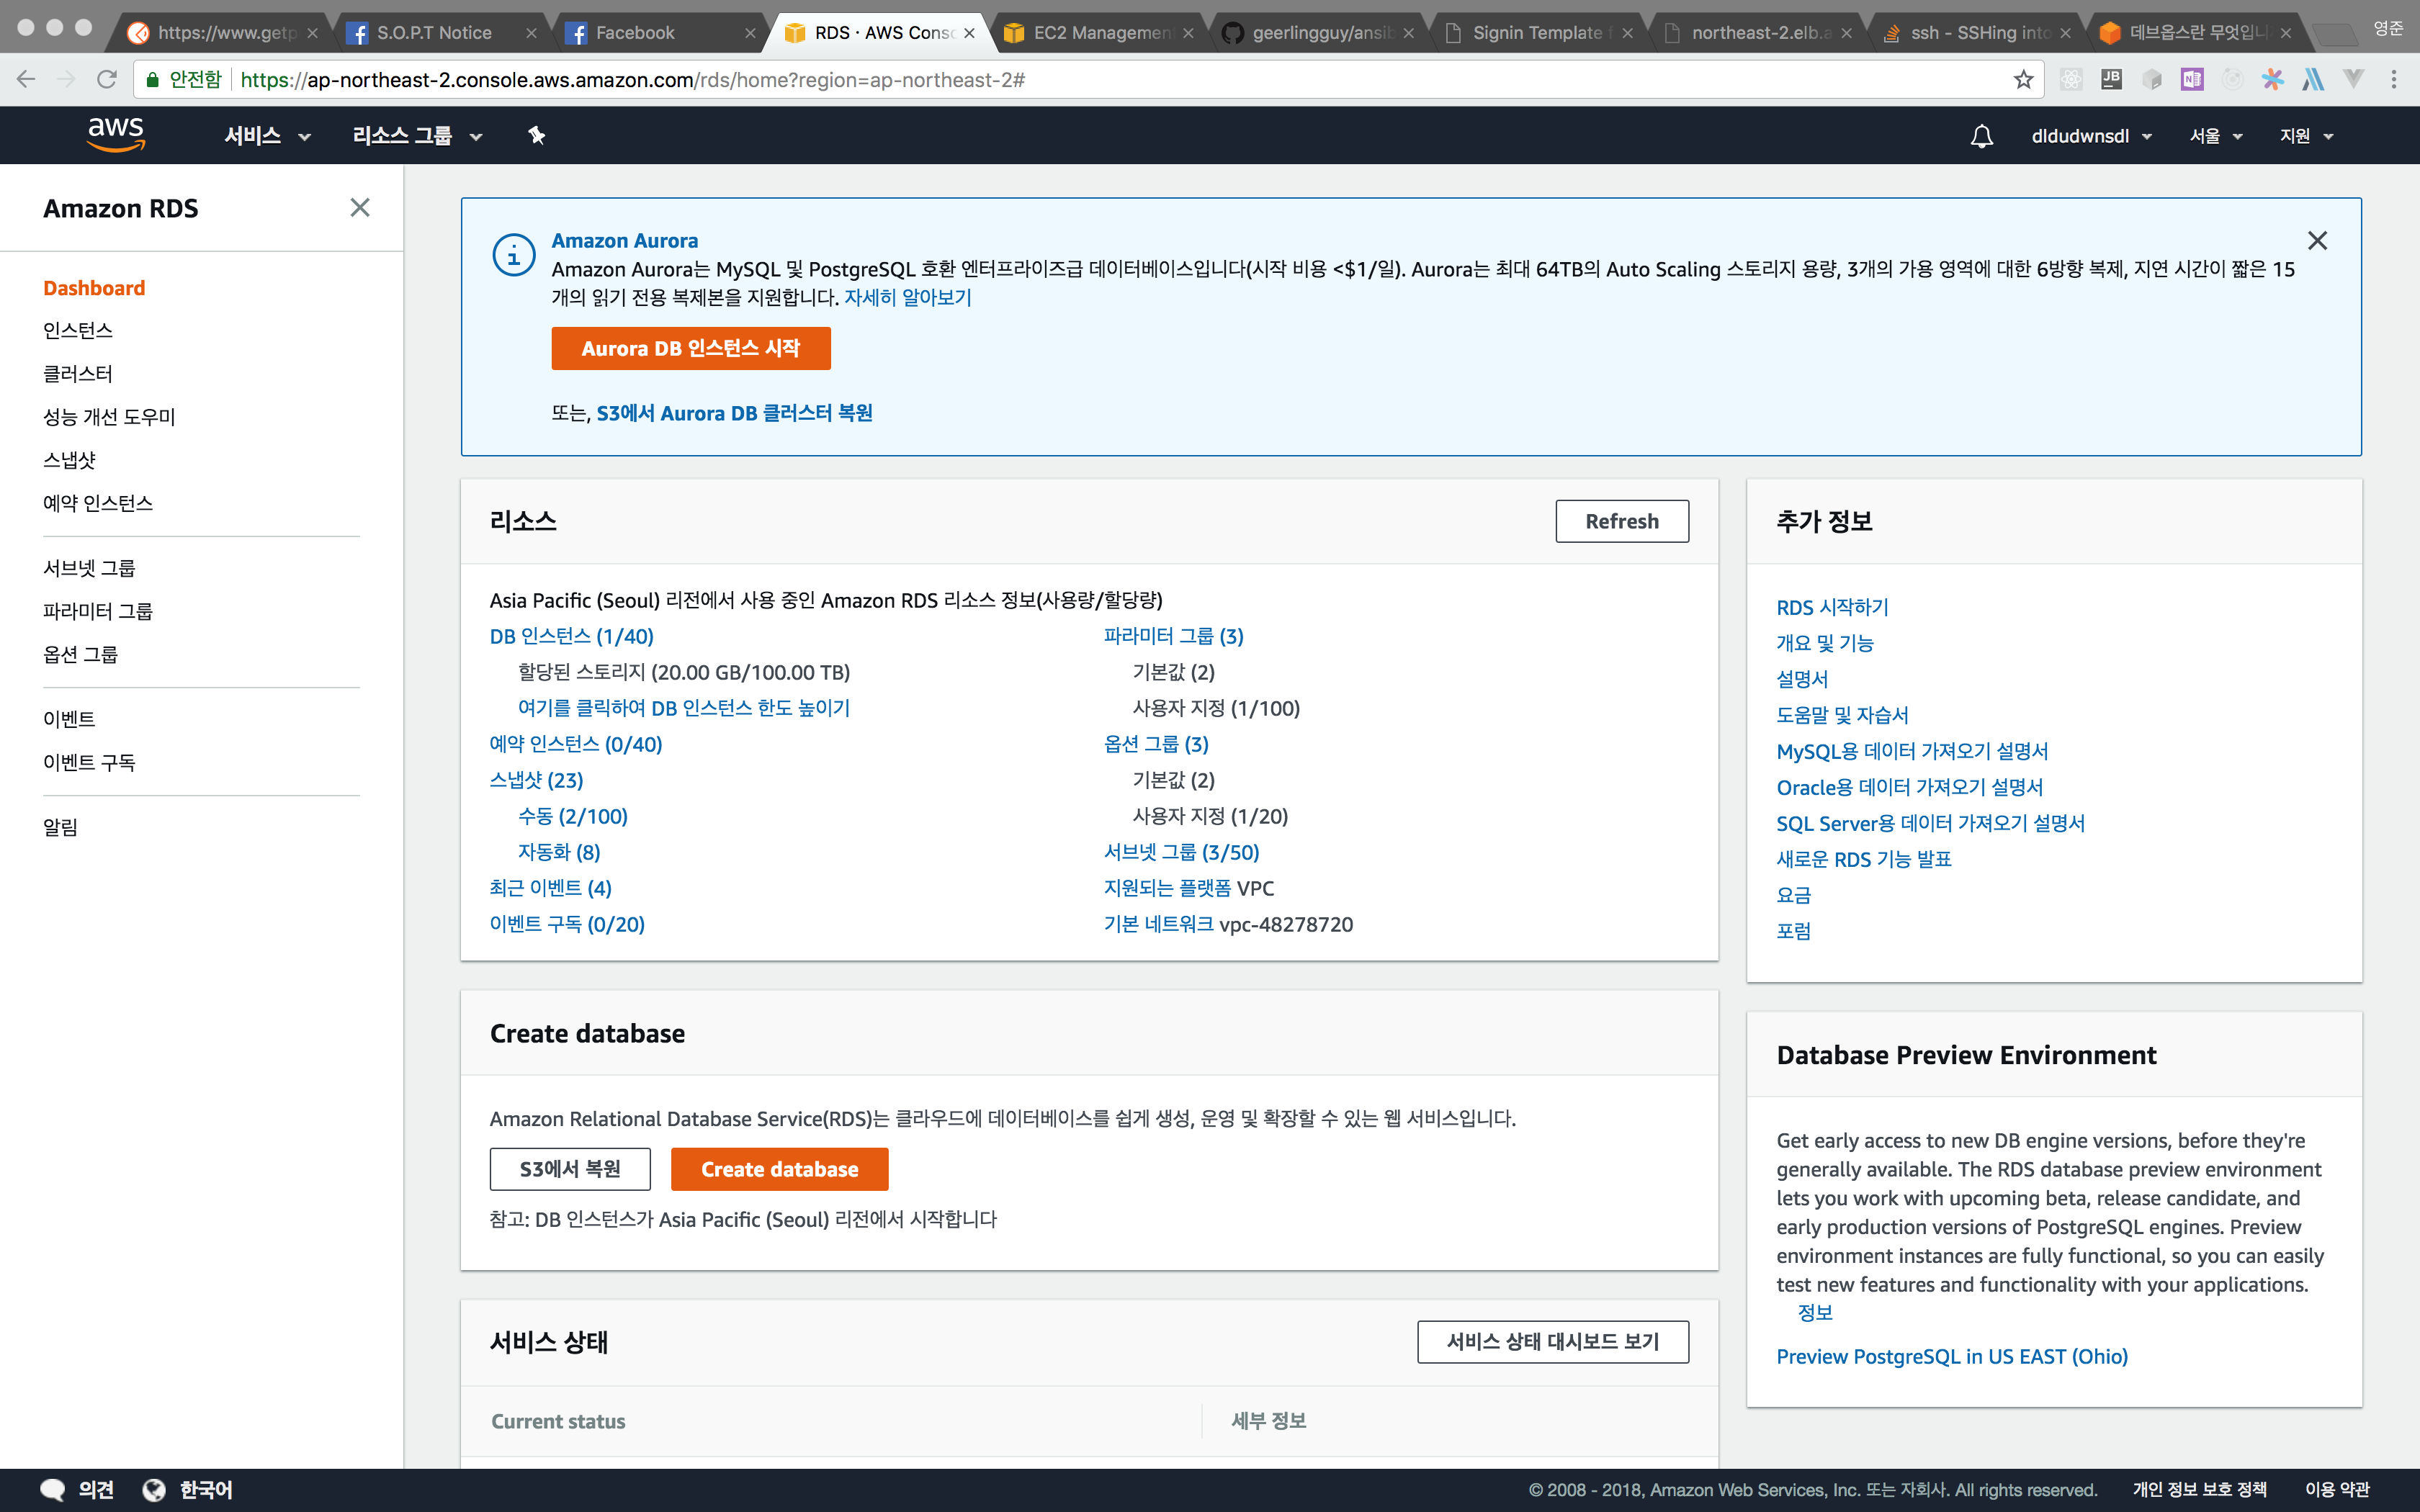 https://www.getp
S.O.P.T Notice
Facebook
RDS · AWS Conso
EC2 Management
geerlingguy/ansib
Signin Template f
northeast-2.elb.a
ssh - SSHing into
데브옵스란 무엇입니
영준
안전함
https://ap-northeast-2.console.aws.amazon.com/rds/home?region=ap-northeast-2#
aws
서비스
리소스 그룹
dldudwnsdl
서울
지원
Amazon RDS
Dashboard
인스턴스
클러스터
성능 개선 도우미
스냅샷
예약 인스턴스
서브넷 그룹
파라미터 그룹
옵션 그룹
이벤트
이벤트 구독
알림
Amazon Aurora
Amazon Aurora는 MySQL 및 PostgreSQL 호환 엔터프라이즈급 데이터베이스입니다(시작 비용 <$1/일). Aurora는 최대 64TB의 Auto Scaling 스토리지 용량, 3개의 가용 영역에 대한 6방향 복제, 지연 시간이 짧은 15
개의 읽기 전용 복제본을 지원합니다. 자세히 알아보기
Aurora DB 인스턴스 시작
또는, S3에서 Aurora DB 클러스터 복원
리소스
Refresh
Asia Pacific (Seoul) 리전에서 사용 중인 Amazon RDS 리소스 정보(사용량/할당량)
DB 인스턴스 (1/40)
할당된 스토리지 (20.00 GB/100.00 TB)
여기를 클릭하여 DB 인스턴스 한도 높이기
예약 인스턴스 (0/40)
스냅샷 (23)
수동 (2/100)
자동화 (8)
최근 이벤트 (4)
이벤트 구독 (0/20)
파라미터 그룹 (3)
기본값 (2)
사용자 지정 (1/100)
옵션 그룹 (3)
기본값 (2)
사용자 지정 (1/20)
서브넷 그룹 (3/50)
지원되는 플랫폼 VPC
기본 네트워크 vpc-48278720
Create database
Amazon Relational Database Service(RDS)는 클라우드에 데이터베이스를 쉽게 생성, 운영 및 확장할 수 있는 웹 서비스입니다.
S3에서 복원
Create database
참고: DB 인스턴스가 Asia Pacific (Seoul) 리전에서 시작합니다
서비스 상태
서비스 상태 대시보드 보기
Current status
세부 정보
추가 정보
RDS 시작하기
개요 및 기능
설명서
도움말 및 자습서
MySQL용 데이터 가져오기 설명서
Oracle용 데이터 가져오기 설명서
SQL Server용 데이터 가져오기 설명서
새로운 RDS 기능 발표
요금
포럼
Database Preview Environment
Get early access to new DB engine versions, before they're
generally available. The RDS database preview environment
lets you work with upcoming beta, release candidate, and
early production versions of PostgreSQL engines. Preview
environment instances are fully functional, so you can easily
test new features and functionality with your applications.
정보
Preview PostgreSQL in US EAST (Ohio)
의견
한국어
© 2008 - 2018, Amazon Web Services, Inc. 또는 자회사. All rights reserved.
개인 정보 보호 정책
이용 약관